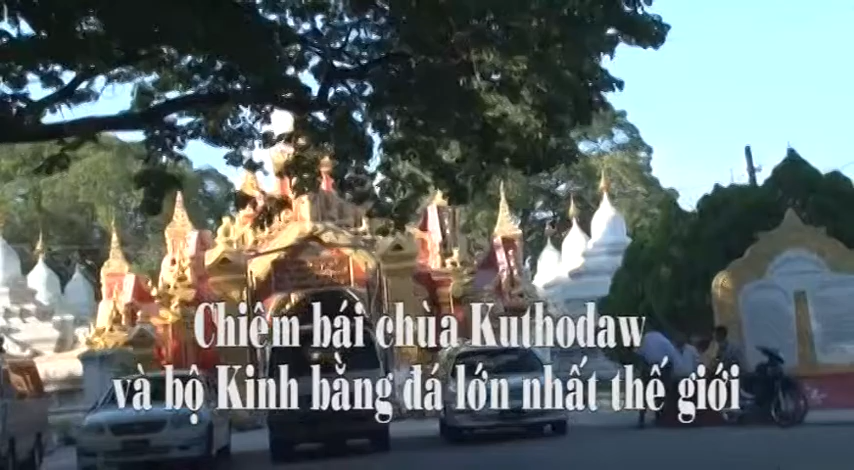 Chiêm bái chùa Kuthodaw
và bộ Kinh bằng đá lớn nhất thế giới